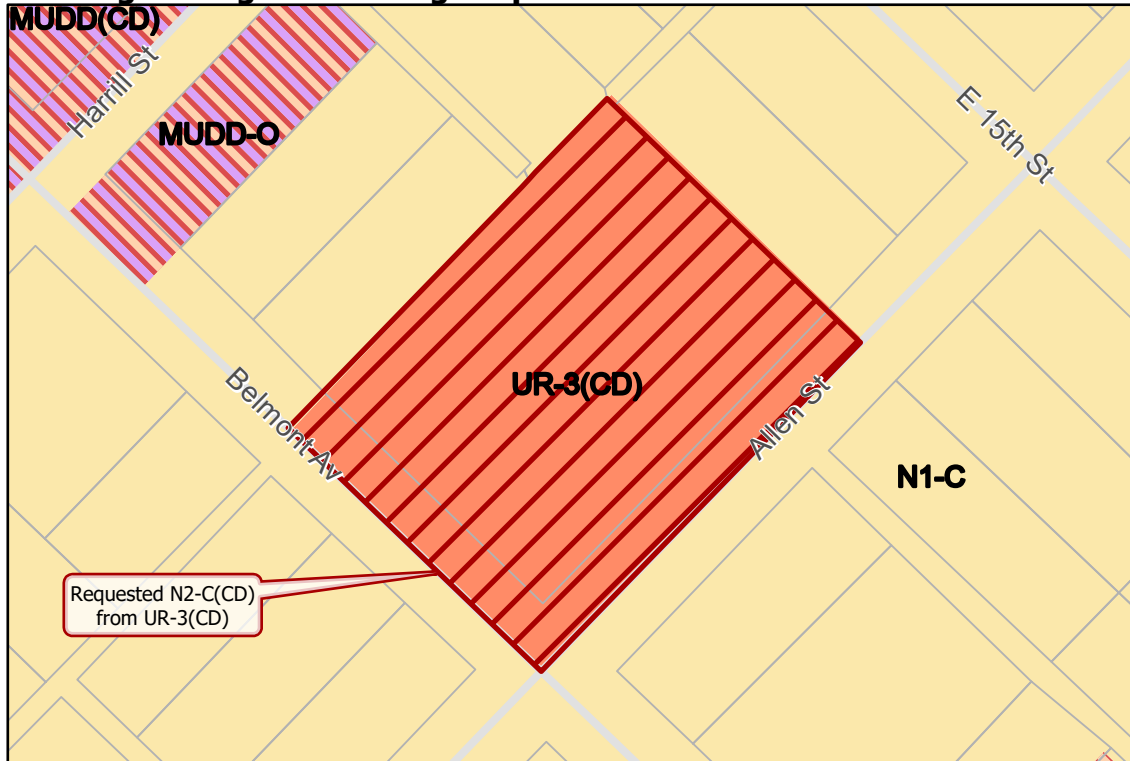 MUDD(CD)
Harrill St
MUDD-O
E 15th St
UR-3(CD)
Belmont Av
Allen St
N1-C
Requested N2-C(CD)
from UR-3(CD)